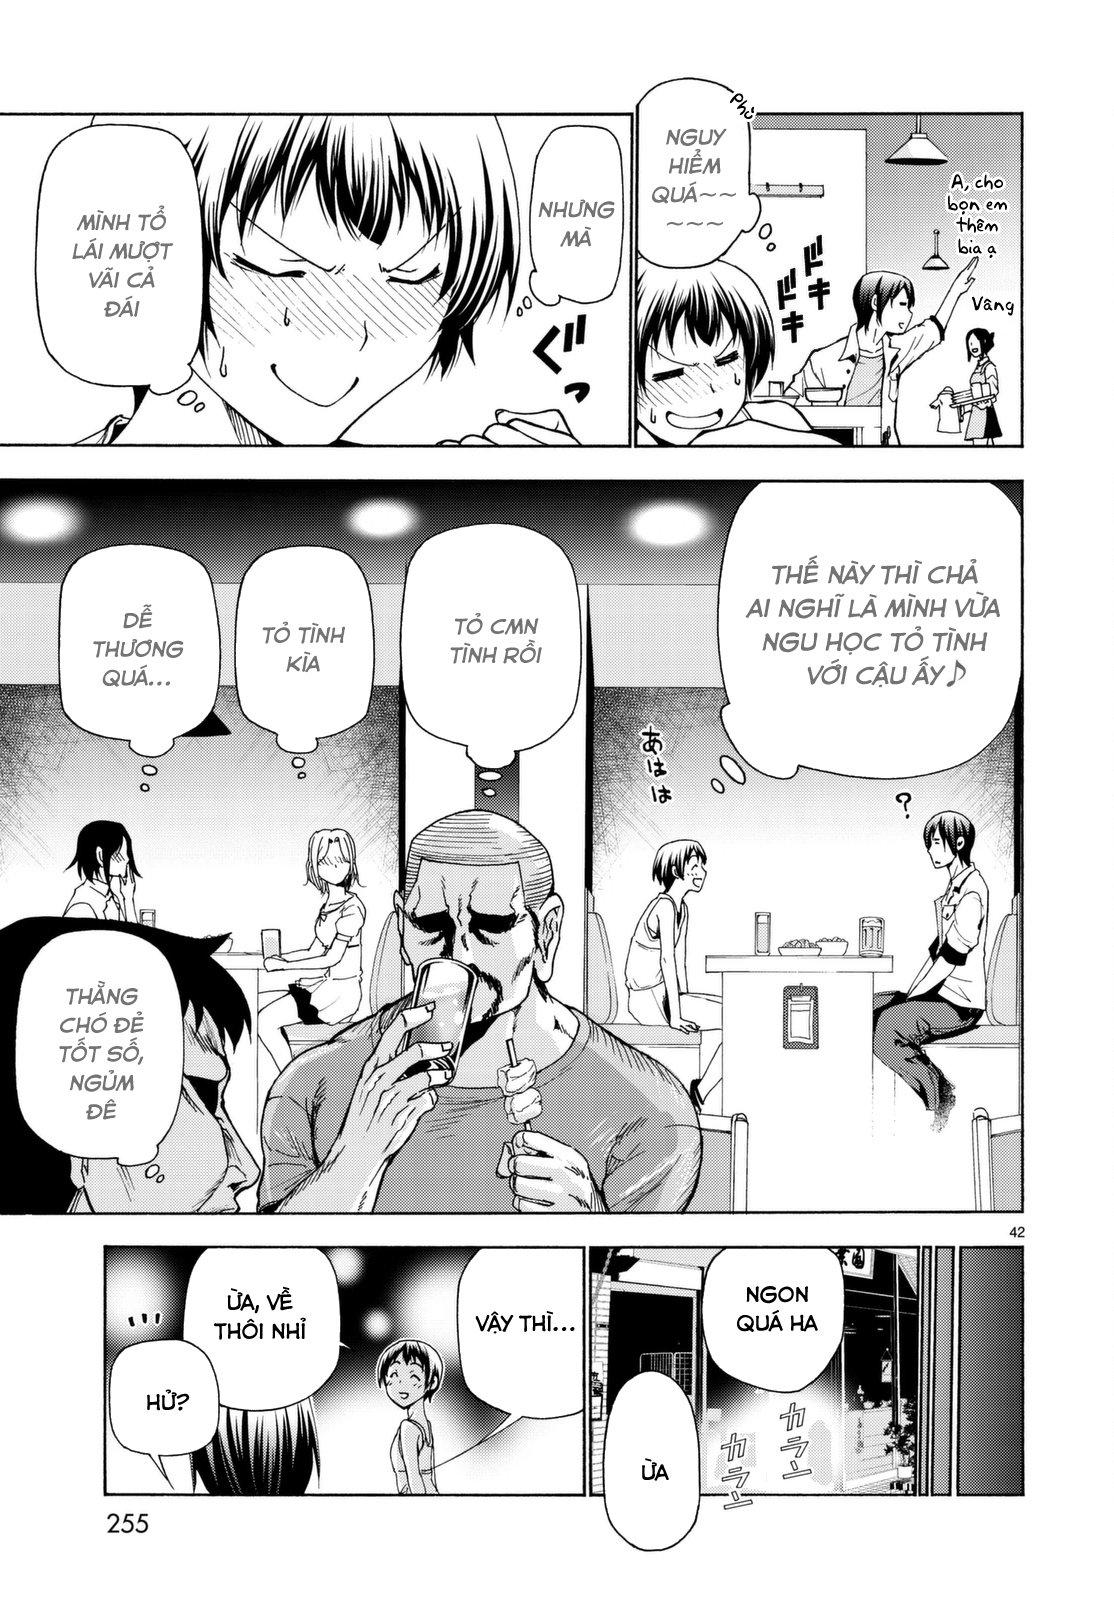 Phù
NGUY
HIỂM
QUÁ~~
~~~~
A, cho
bọn em
thêm
bia ạ
Vâng
ドキ
ドキ
NHƯNG
MÀ
MÌNH TỔ
LÁI MƯỢT
VÃI CẢ
ĐÁI
ぐっ
THẾ NÀY THÌ CHẢ
AI NGHĨ LÀ MÌNH VỪA
NGU HỌC TỎ TÌNH
VỚI CẬU ẤY♪
あはは
?
TỎ CMN
TÌNH RỒI
TỎ TÌNH
KÌA
DỄ
THƯƠNG
QUÁ...
THẰNG
CHÓ ĐẺ
TỐT SỐ,
NGỦM
ĐÊ
42
NGON
QUÁ HA
カラー
カラー
ỪA
VẬY THÌ...
ỪA, VỀ
THÔI NHỈ
HỬ?
255